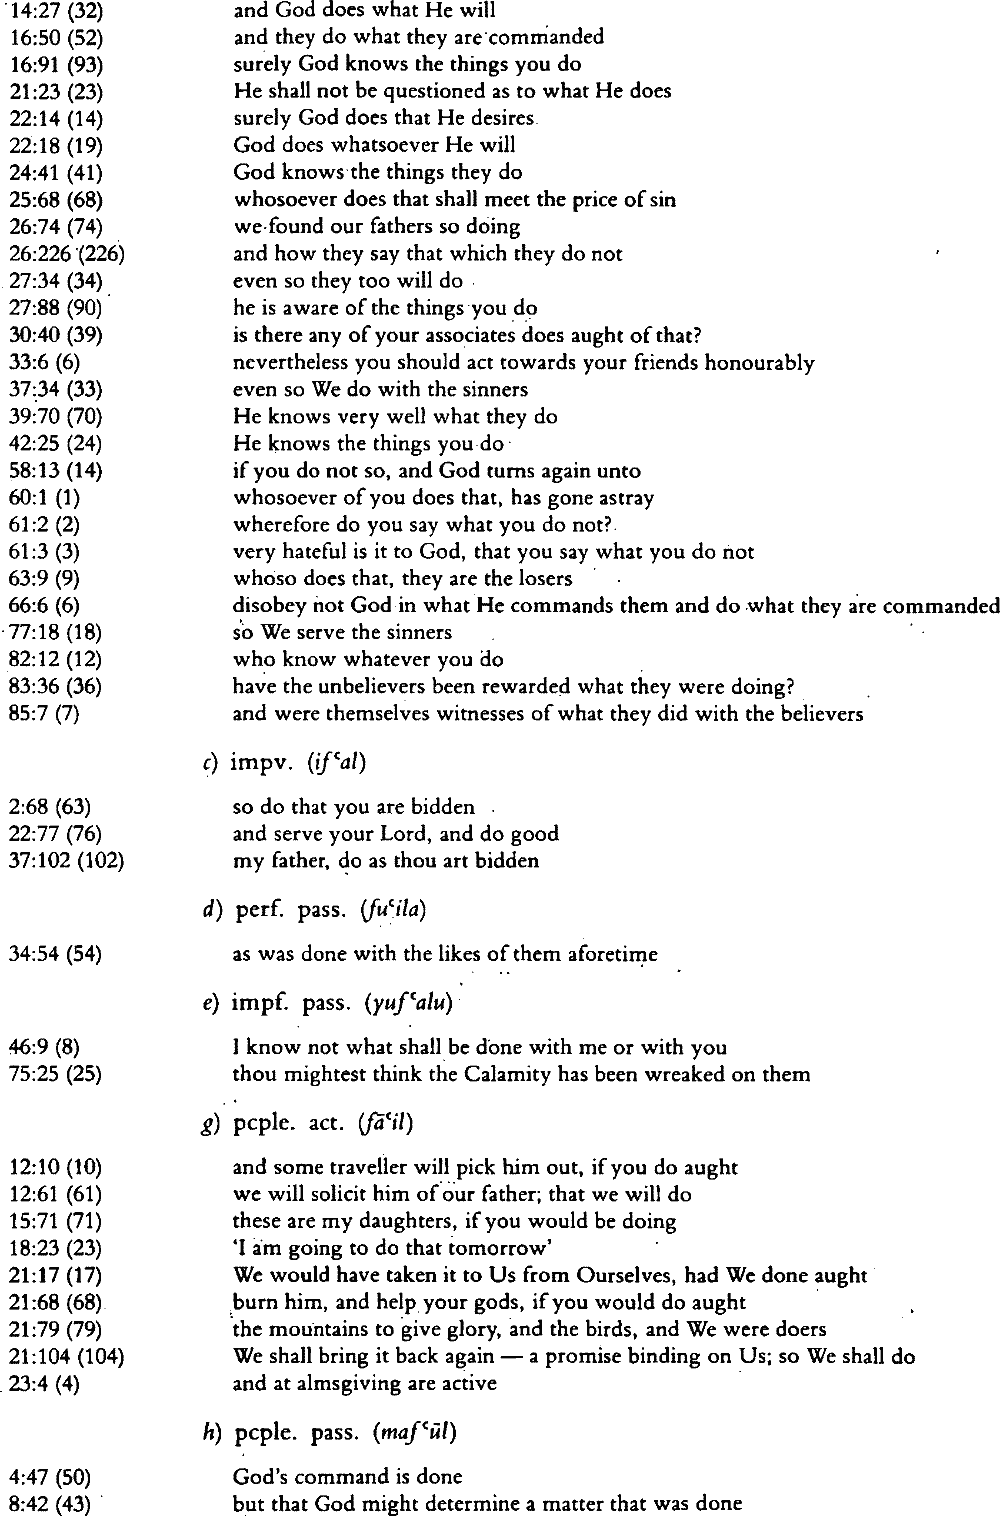 14:27 (32) and God does what He will
16:50 (52) and they do what they are commanded
16:91 (93) surely God knows the things you do
21:23 (23) He shall not be questioned as to what He does
22:14 (14) surely God does that He desires
22:18 (19) God does whatsoever He will
24:41 (41) God knows the things they do
25:68 (68) whosoever does that shall meet the price of sin
26:74 (74) we found our fathers so doing
26:226 (226) and how they say that which they do not
27:34 (34) even so they too will do
27:88 (90) he is aware of the things you do
30:40 (39) is there any of your associates does aught of that?
33:6 (6) nevertheless you should act towards your friends honourably
37:34 (33) even so We do with the sinners
39:70 (70) He knows very well what they do
42:25 (24) He knows the things you do
58:13 (14) if you do not so, and God turns again unto
60:1 (1) whosoever of you does that, has gone astray
61:2 (2) wherefore do you say what you do not?
61:3 (3) very hateful is it to God, that you say what you do not
63:9 (9) whoso does that, they are the losers
66:6 (6) disobey not God in what He commands them and do what they are commanded
77:18 (18) so We serve the sinners
82:12 (12) who know whatever you do
83:36 (36) have the unbelievers been rewarded what they were doing?
85:7 (7) and were themselves witnesses of what they did with the believers
c) impv. (ifʿal)
2:68 (63) so do that you are bidden
22:77 (76) and serve your Lord, and do good
37:102 (102) my father, do as thou art bidden
d) perf. pass. (fuʿila)
34:54 (54) as was done with the likes of them aforetime
e) impf. pass. (yufʿalu)
46:9 (8) I know not what shall be done with me or with you
75:25 (25) thou mightest think the Calamity has been wreaked on them
g) pcple. act. (fāʿil)
12:10 (10) and some traveller will pick him out, if you do aught
12:61 (61) we will solicit him of our father; that we will do
15:71 (71) these are my daughters, if you would be doing
18:23 (23) 'I am going to do that tomorrow'
21:17 (17) We would have taken it to Us from Ourselves, had We done aught
21:68 (68) burn him, and help your gods, if you would do aught
21:79 (79) the mountains to give glory, and the birds, and We were doers
21:104 (104) We shall bring it back again — a promise binding on Us; so We shall do
23:4 (4) and at almsgiving are active
h) pcple. pass. (mafʿūl)
4:47 (50) God's command is done
8:42 (43) but that God might determine a matter that was done